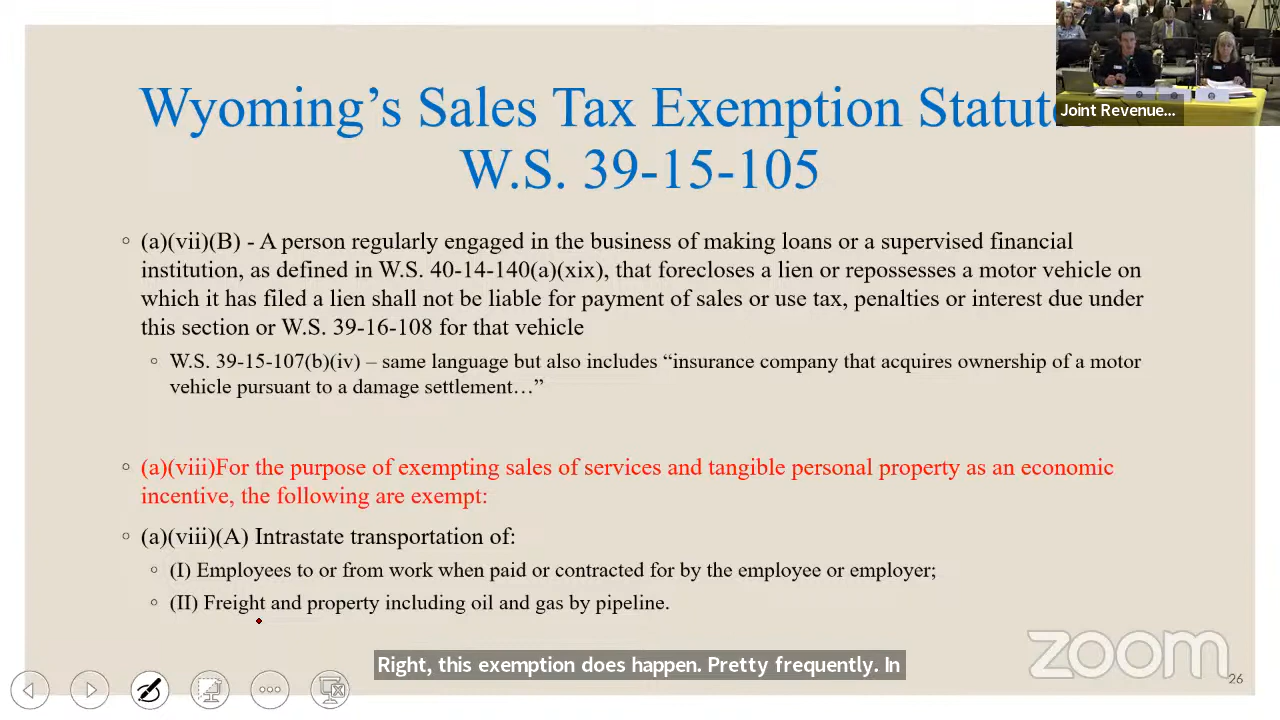 Wyoming's Sales Tax Exemption Statute
W.S. 39-15-105
Joint Revenue...
(a)(vii)(B) - A person regularly engaged in the business of making loans or a supervised financial
institution, as defined in W.S. 40-14-140(a)(xix), that forecloses a lien or repossesses a motor vehicle on
which it has filed a lien shall not be liable for payment of sales or use tax, penalties or interest due under
this section or W.S. 39-16-108 for that vehicle
W.S. 39-15-107(b)(iv) – same language but also includes “insurance company that acquires ownership of a motor
vehicle pursuant to a damage settlement…”
(a)(viii)For the purpose of exempting sales of services and tangible personal property as an economic
incentive, the following are exempt:
(a)(viii)(A) Intrastate transportation of:
(I) Employees to or from work when paid or contracted for by the employee or employer;
(II) Freight and property including oil and gas by pipeline.
Right, this exemption does happen. Pretty frequently. In
zoom
26